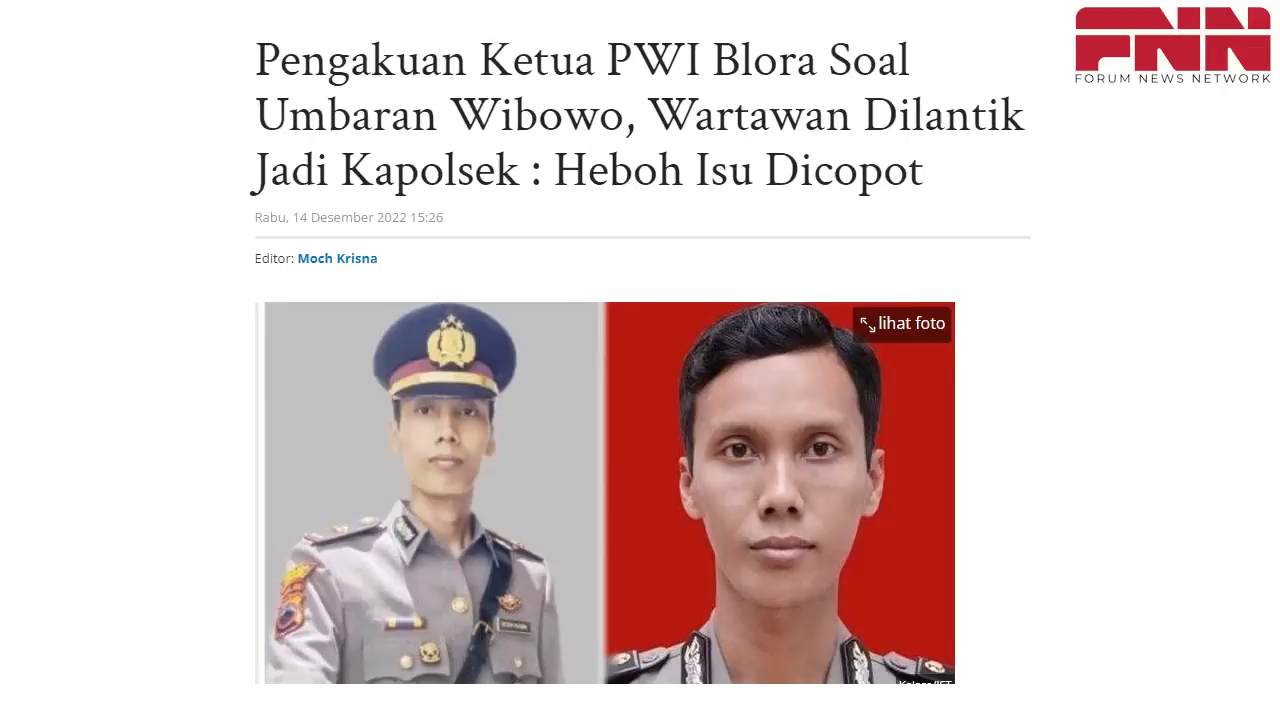 FNN
FORUM NEWS NETWORK
Pengakuan Ketua PWI Blora Soal
Umbaran Wibowo, Wartawan Dilantik
Jadi Kapolsek : Heboh Isu Dicopot
Rabu, 14 Desember 2022 15:26
Editor: Moch Krisna
lihat foto